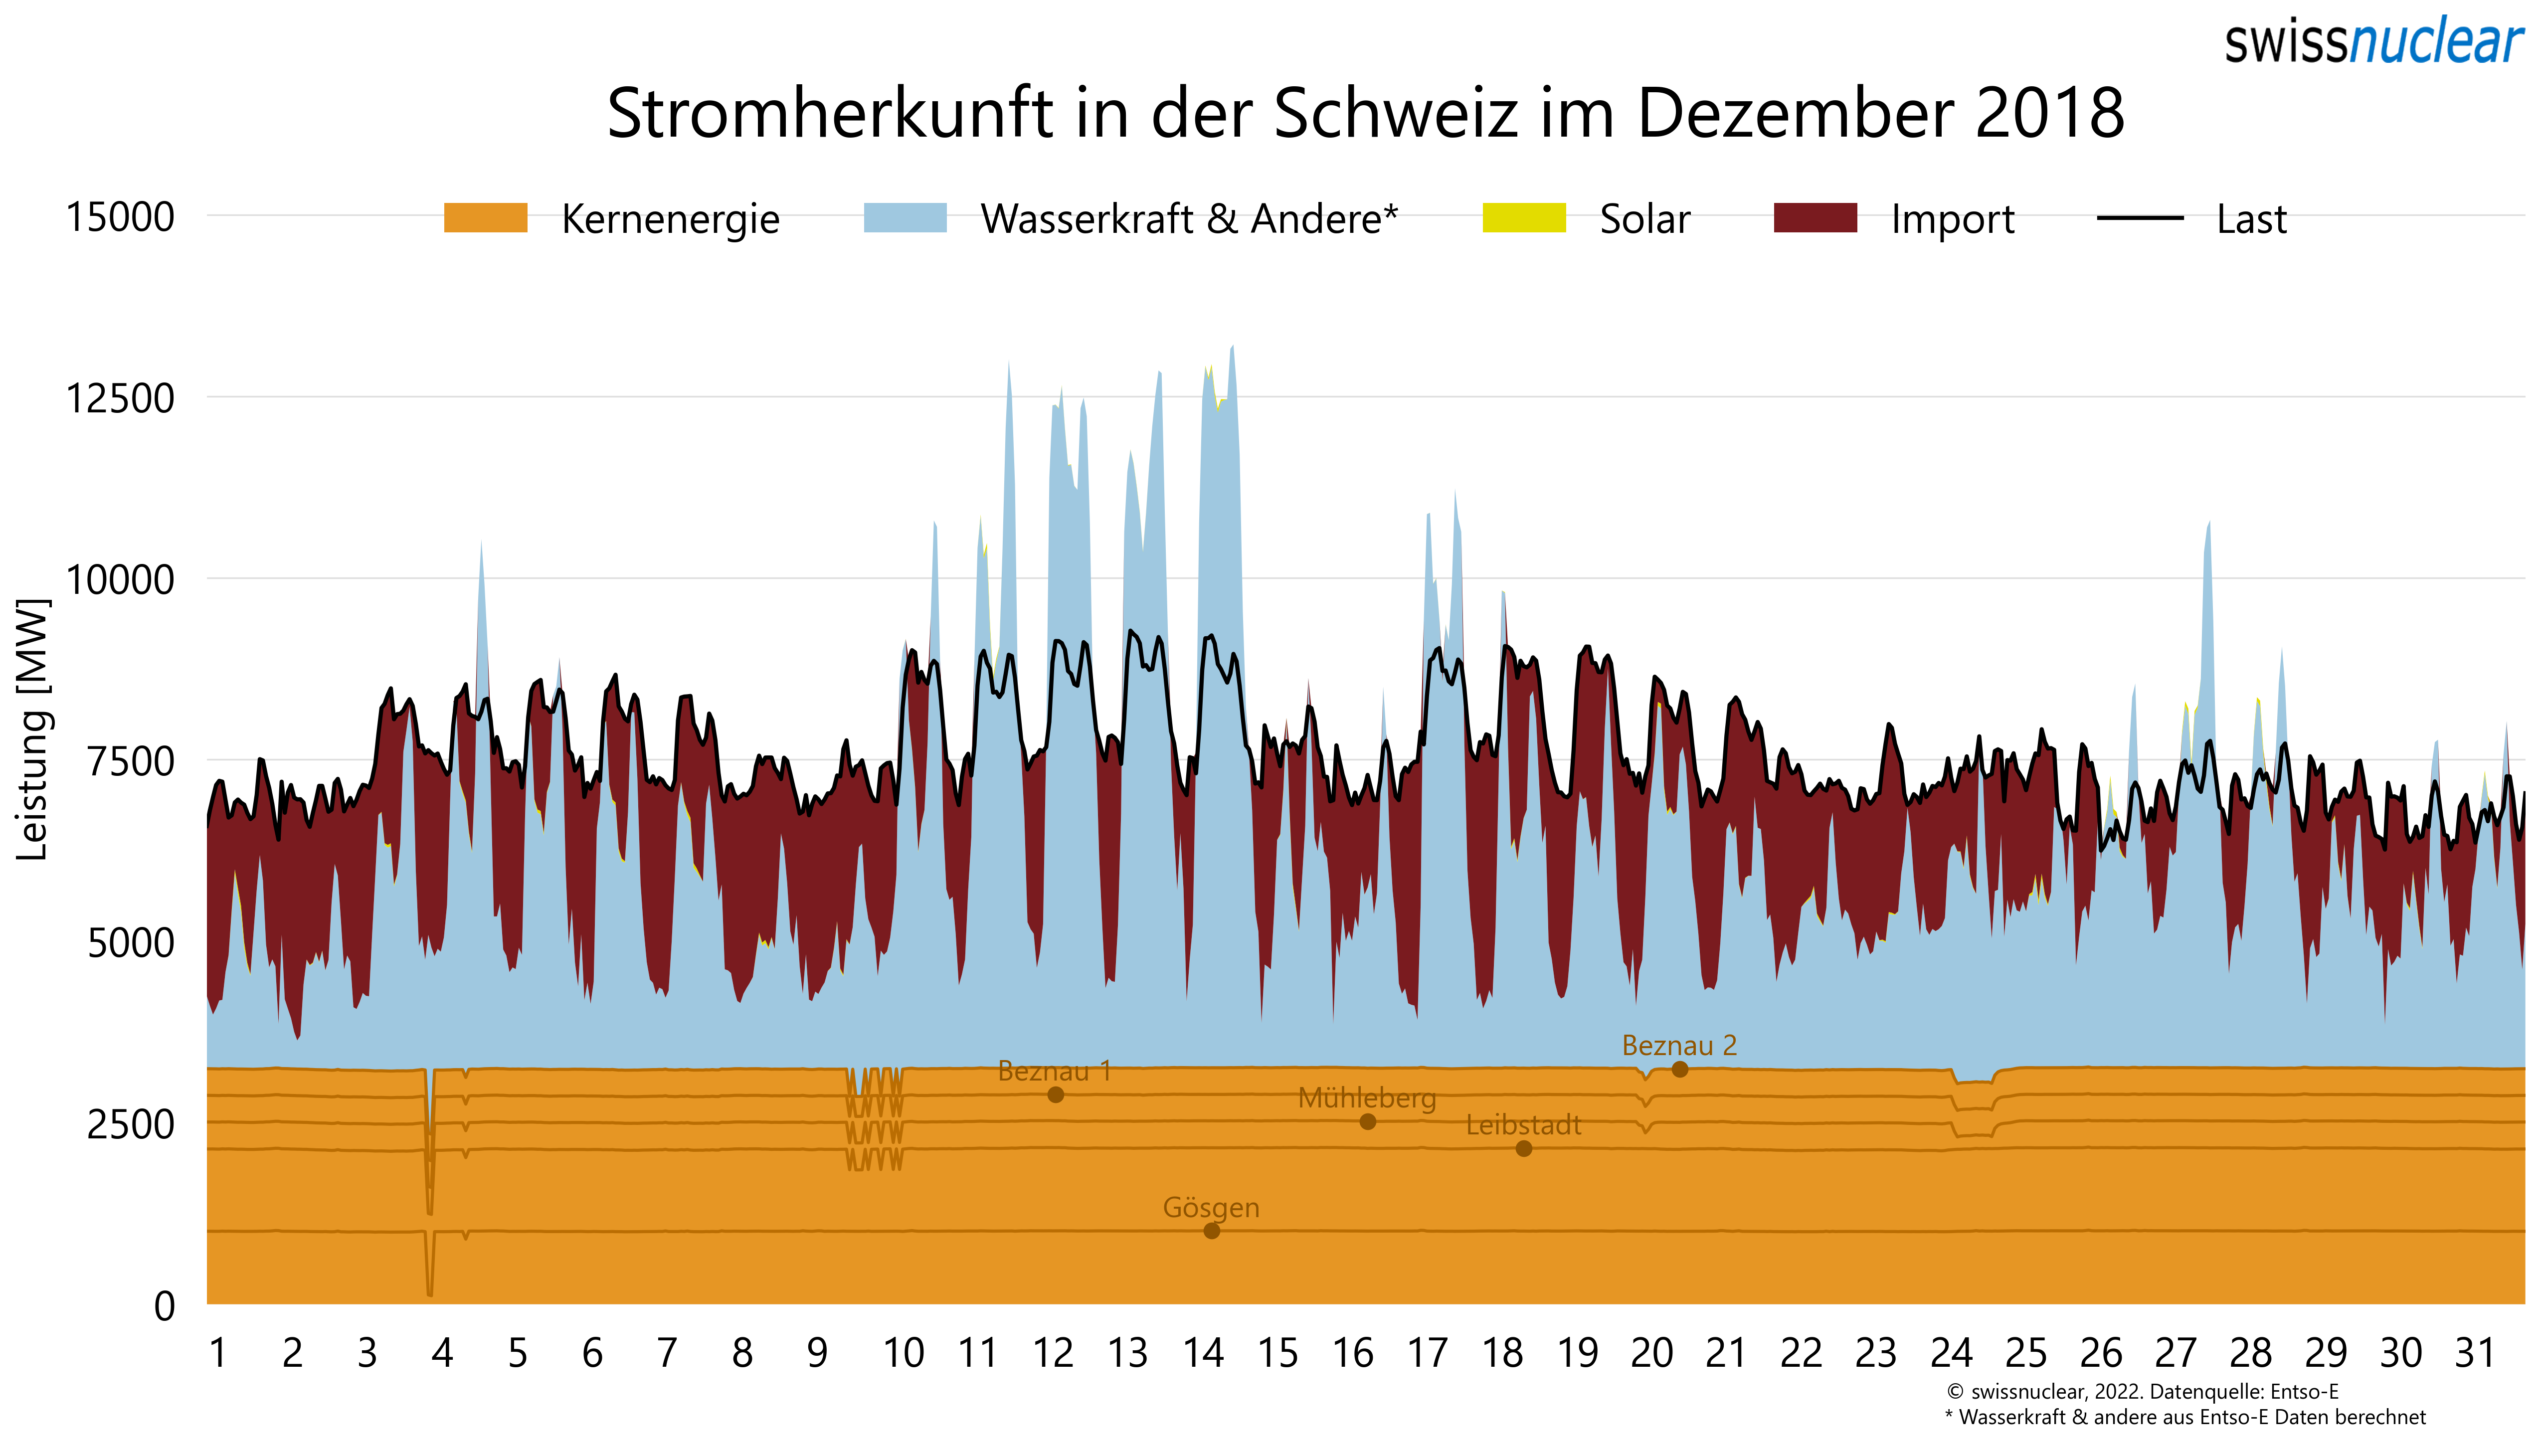 swissnuclear
Stromherkunft in der Schweiz im Dezember 2018
Kernenergie Wasserkraft & Andere* Solar Import Last
15000
12500
10000
7500
5000
2500
0
Leistung [MW]
Beznau 2
Beznau 1
Mühleberg
Leibstadt
Gösgen
1 2 3 4 5 6 7 8 9 10 11 12 13 14 15 16 17 18 19 20 21 22 23 24 25 26 27 28 29 30 31
© swissnuclear, 2022. Datenquelle: Entso-E
* Wasserkraft & andere aus Entso-E Daten berechnet